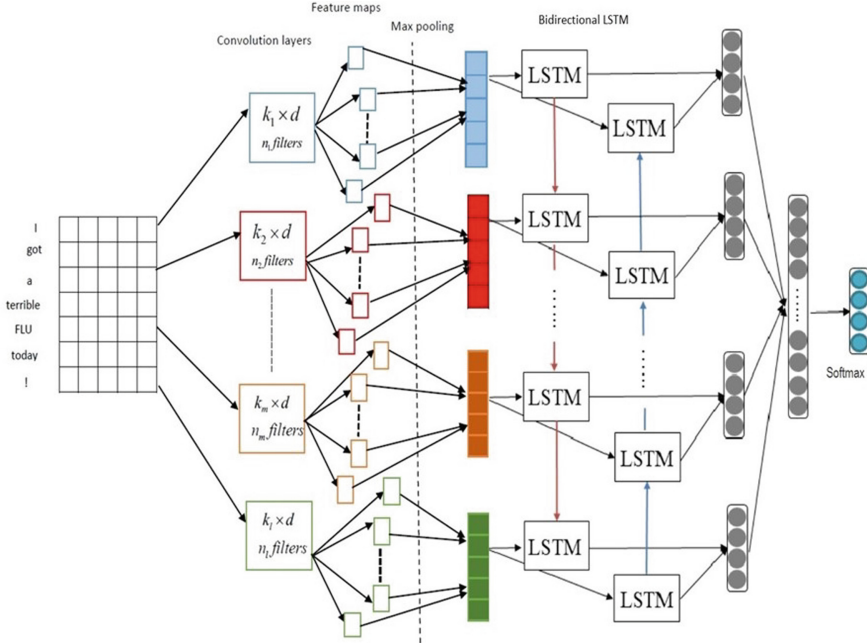 Feature maps
Convolution layers
Max pooling
Bidirectional LSTM
I
got
a
terrible
FLU
today
!
k₁ × d
n₁ filters
k₂ × d
n₂ filters
kₘ × d
nₘ filters
kₗ × d
nₗ filters
LSTM
LSTM
LSTM
LSTM
LSTM
LSTM
LSTM
LSTM
Softmax